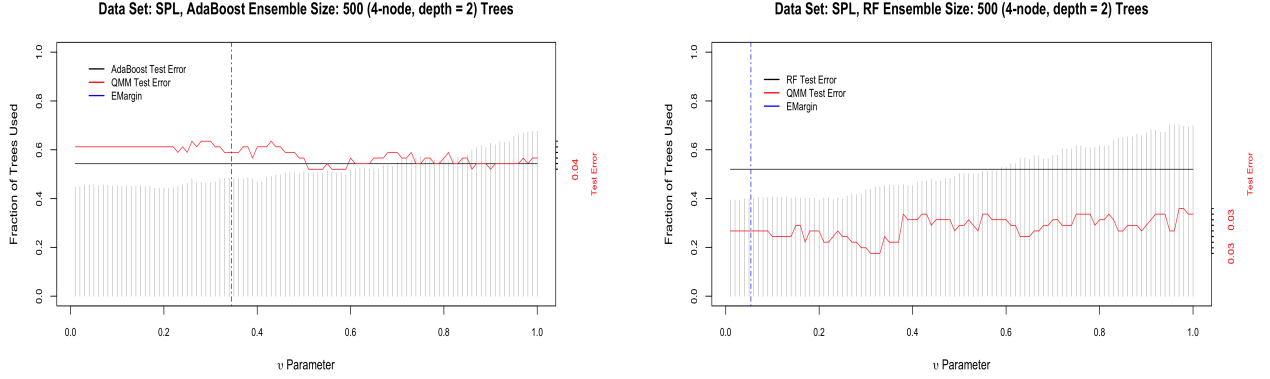 Data Set: SPL, AdaBoost Ensemble Size: 500 (4-node, depth = 2) Trees
Fraction of Trees Used
1.0
0.8
0.6
0.4
0.2
0.0
AdaBoost Test Error
QMM Test Error
EMargin
0.04
Test Error
0.0 0.2 0.4 0.6 0.8 1.0
υ Parameter
Data Set: SPL, RF Ensemble Size: 500 (4-node, depth = 2) Trees
Fraction of Trees Used
1.0
0.8
0.6
0.4
0.2
0.0
RF Test Error
QMM Test Error
EMargin
0.03 0.03
Test Error
0.0 0.2 0.4 0.6 0.8 1.0
υ Parameter